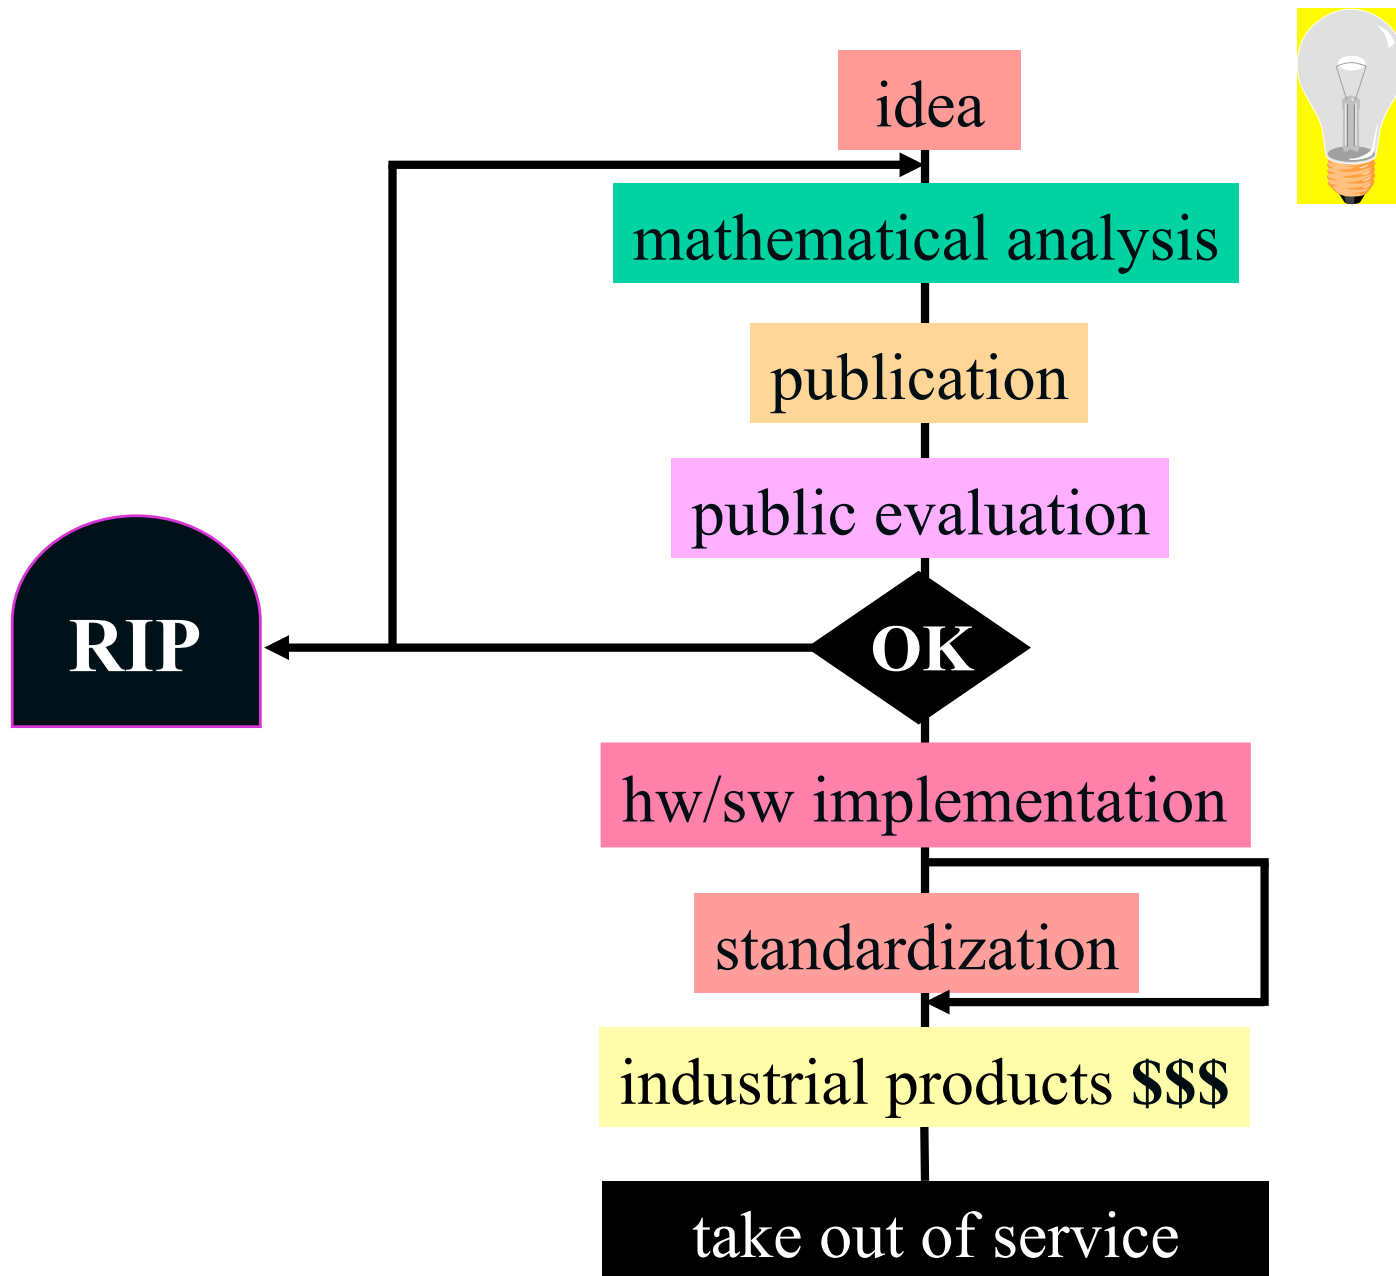 idea
mathematical analysis
publication
public evaluation
RIP
OK
hw/sw implementation
standardization
industrial products $$$
take out of service